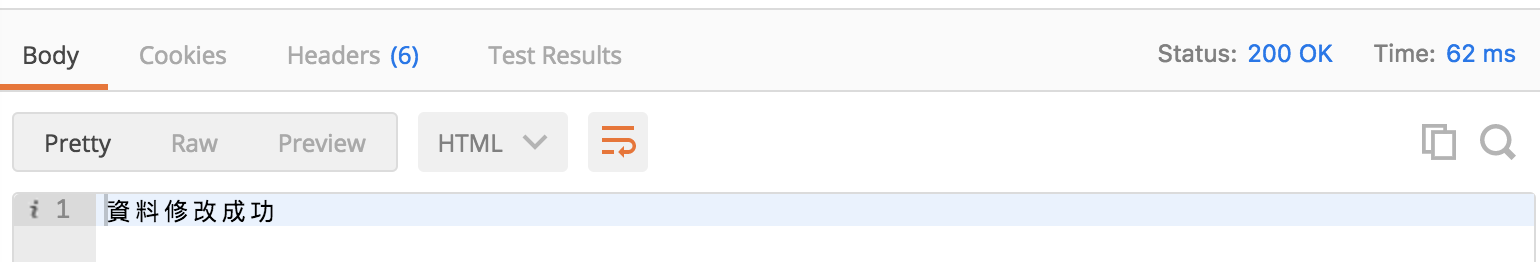 Body Cookies Headers (6) Test Results Status: 200 OK Time: 62 ms
Pretty Raw Preview HTML
i 1 資料修改成功